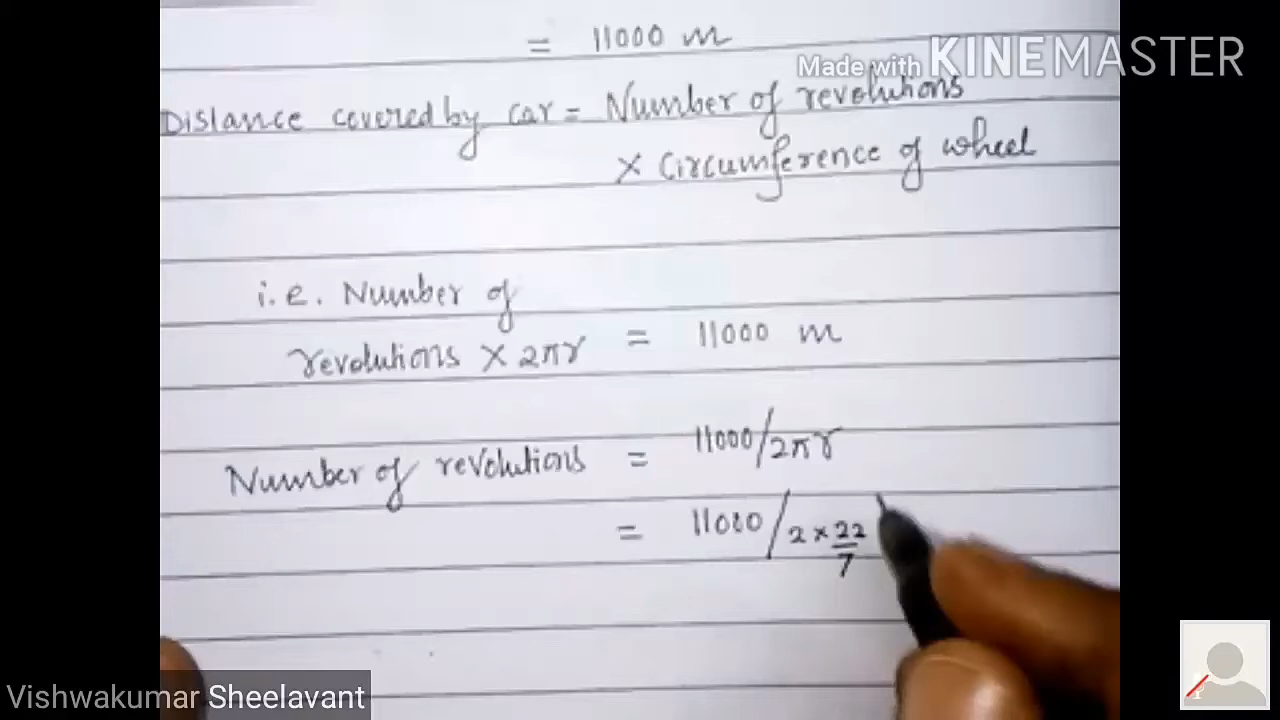 = 11000 m
Made with KINEMASTER
Distance covered by car = Number of revolutions
× Circumference of wheel
i.e. Number of
revolutions × 2πr = 11000 m
Number of revolutions = 11000/2πr
= 11000/2 × 22/7
Vishwakumar Sheelavant